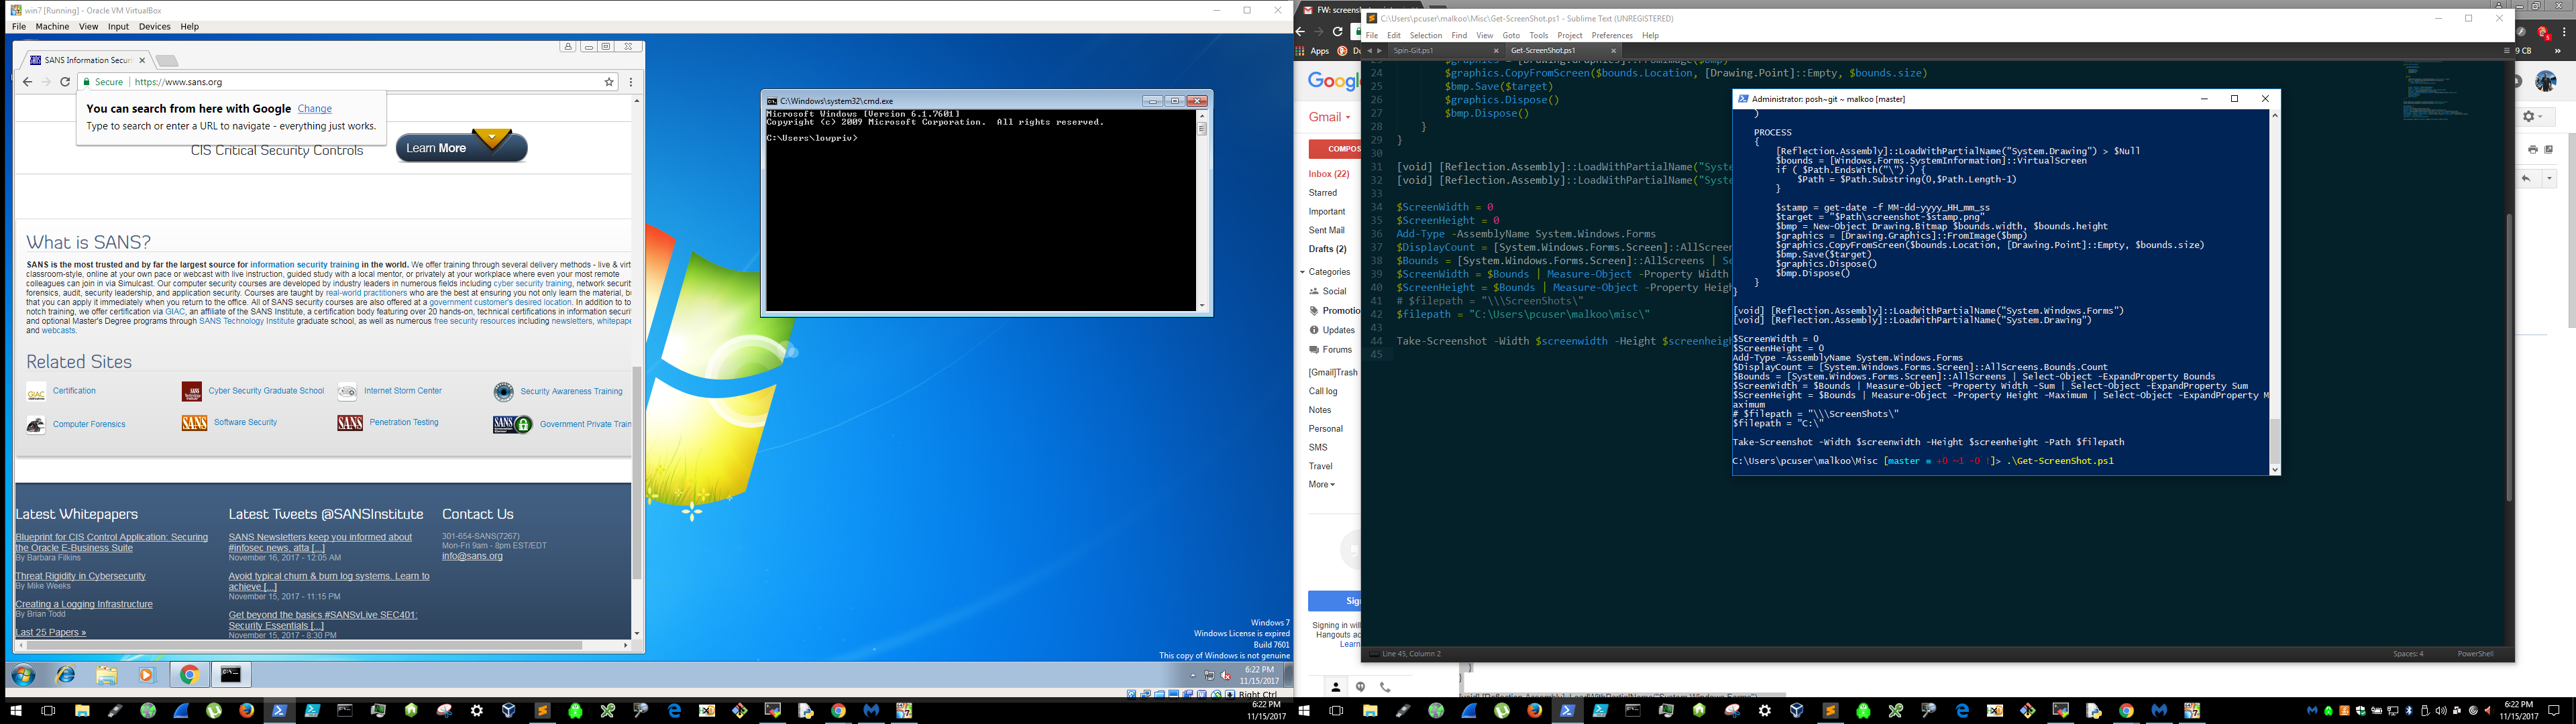 win7 [Running] - Oracle VM VirtualBox
File Machine View Input Devices Help
SANS Information Securi
Secure | https://www.sans.org
You can search from here with Google Change
Type to search or enter a URL to navigate - everything just works.
CIS Critical Security Controls
Learn More
What is SANS?
SANS is the most trusted and by far the largest source for information security training in the world. We offer training through several delivery methods - live & virt
classroom-style, online at your own pace or webcast with live instruction, guided study with a local mentor, or privately at your workplace where even your most remote
colleagues can join in via Simulcast. Our computer security courses are developed by industry leaders in numerous fields including cyber security training, network securit
forensics, audit, security leadership, and application security. Courses are taught by real-world practitioners who are the best at ensuring you not only learn the material, b
that you can apply it immediately when you return to the office. All of SANS security courses are also offered at a government customer's desired location. In addition to to
notch training, we offer certification via GIAC, an affiliate of the SANS Institute, a certification body featuring over 20 hands-on, technical certifications in information securit
and optional Master's Degree programs through SANS Technology Institute graduate school, as well as numerous free security resources including newsletters, whitepape
and webcasts.
Related Sites
Certification
Cyber Security Graduate School
Internet Storm Center
Security Awareness Training
Computer Forensics
Software Security
Penetration Testing
Government Private Train
Latest Whitepapers
Blueprint for CIS Control Application: Securing
the Oracle E-Business Suite
By Barbara Filkins
Threat Rigidity in Cybersecurity
By Mike Weeks
Creating a Logging Infrastructure
By Brian Todd
Last 25 Papers »
Latest Tweets @SANSInstitute
SANS Newsletters keep you informed about
#infosec news, atta [...]
November 16, 2017 - 12:05 AM
Avoid typical churn & burn log systems. Learn to
achieve [...]
November 15, 2017 - 11:15 PM
Get beyond the basics #SANSvLive SEC401:
Security Essentials [...]
November 15, 2017 - 8:30 PM
Contact Us
301-654-SANS(7267)
Mon-Fri 9am - 8pm EST/EDT
info@sans.org
C:\Windows\system32\cmd.exe
Microsoft Windows [Version 6.1.7601]
Copyright (c) 2009 Microsoft Corporation. All rights reserved.
C:\Users\lowpriv>
Windows 7
Windows License is expired
Build 7601
This copy of Windows is not genuine
6:22 PM
11/15/2017
Right Ctrl
6:22 PM
11/15/2017
FW: screens
Apps
Google
Gmail
COMPOS
Inbox (22)
Starred
Important
Sent Mail
Drafts (2)
Categories
Social
Promotio
Updates
Forums
[Gmail]Trash
Call log
Notes
Personal
SMS
Travel
More
Sign
Signing in will
Hangouts ac
Learn
C:\Users\pcuser\malkoo\Misc\Get-ScreenShot.ps1 - Sublime Text (UNREGISTERED)
File Edit Selection Find View Goto Tools Project Preferences Help
Spin-Git.ps1
Get-ScreenShot.ps1
24 $graphics.CopyFromScreen($bounds.Location, [Drawing.Point]::Empty, $bounds.size)
25 $bmp.Save($target)
26 $graphics.Dispose()
27 $bmp.Dispose()
28 }
29 }
30
31 [void] [Reflection.Assembly]::LoadWithPartialName("Syste
32 [void] [Reflection.Assembly]::LoadWithPartialName("Syste
33
34 $ScreenWidth = 0
35 $ScreenHeight = 0
36 Add-Type -AssemblyName System.Windows.Forms
37 $DisplayCount = [System.Windows.Forms.Screen]::AllScreen
38 $Bounds = [System.Windows.Forms.Screen]::AllScreens | Se
39 $ScreenWidth = $Bounds | Measure-Object -Property Width
40 $ScreenHeight = $Bounds | Measure-Object -Property Heigh
41 # $filepath = "\\\ScreenShots\"
42 $filepath = "C:\Users\pcuser\malkoo\misc\"
43
44 Take-Screenshot -Width $screenwidth -Height $screenheigh
45
Line 45, Column 2
Spaces: 4
PowerShell
Administrator: posh~git ~ malkoo [master]
)
PROCESS
{
[Reflection.Assembly]::LoadWithPartialName("System.Drawing") > $Null
$bounds = [Windows.Forms.SystemInformation]::VirtualScreen
if ( $Path.EndsWith("\") ) {
$Path = $Path.Substring(0,$Path.Length-1)
}
$stamp = get-date -f MM-dd-yyyy_HH_mm_ss
$target = "$Path\screenshot-$stamp.png"
$bmp = New-Object Drawing.Bitmap $bounds.width, $bounds.height
$graphics = [Drawing.Graphics]::FromImage($bmp)
$graphics.CopyFromScreen($bounds.Location, [Drawing.Point]::Empty, $bounds.size)
$bmp.Save($target)
$graphics.Dispose()
$bmp.Dispose()
}
}
[void] [Reflection.Assembly]::LoadWithPartialName("System.Windows.Forms")
[void] [Reflection.Assembly]::LoadWithPartialName("System.Drawing")
$ScreenWidth = 0
$ScreenHeight = 0
Add-Type -AssemblyName System.Windows.Forms
$DisplayCount = [System.Windows.Forms.Screen]::AllScreens.Bounds.Count
$Bounds = [System.Windows.Forms.Screen]::AllScreens | Select-Object -ExpandProperty Bounds
$ScreenWidth = $Bounds | Measure-Object -Property Width -Sum | Select-Object -ExpandProperty Sum
$ScreenHeight = $Bounds | Measure-Object -Property Height -Maximum | Select-Object -ExpandProperty M
aximum
# $filepath = "\\\ScreenShots\"
$filepath = "C:\"
Take-Screenshot -Width $screenwidth -Height $screenheight -Path $filepath
C:\Users\pcuser\malkoo\Misc [master = +0 ~1 -0 !]> .\Get-ScreenShot.ps1
9 CB
6:22 PM
11/15/2017